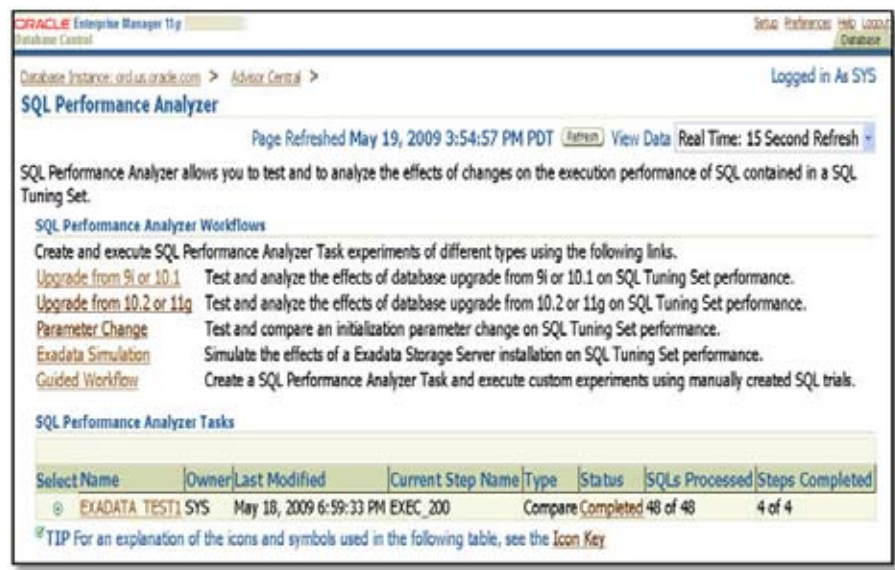 ORACLE Enterprise Manager 11g
Database Control
Setup Preferences Help Logout
Database
Database Instance: orcl.us.oracle.com > Advisor Central >
Logged in As SYS
SQL Performance Analyzer
Page Refreshed May 19, 2009 3:54:57 PM PDT Refresh View Data Real Time: 15 Second Refresh
SQL Performance Analyzer allows you to test and to analyze the effects of changes on the execution performance of SQL contained in a SQL
Tuning Set.
SQL Performance Analyzer Workflows
Create and execute SQL Performance Analyzer Task experiments of different types using the following links.
Upgrade from 9i or 10.1 Test and analyze the effects of database upgrade from 9i or 10.1 on SQL Tuning Set performance.
Upgrade from 10.2 or 11g Test and analyze the effects of database upgrade from 10.2 or 11g on SQL Tuning Set performance.
Parameter Change Test and compare an initialization parameter change on SQL Tuning Set performance.
Exadata Simulation Simulate the effects of a Exadata Storage Server installation on SQL Tuning Set performance.
Guided Workflow Create a SQL Performance Analyzer Task and execute custom experiments using manually created SQL trials.
SQL Performance Analyzer Tasks
Select Name Owner Last Modified Current Step Name Type Status SQLs Processed Steps Completed
EXADATA TEST1 SYS May 18, 2009 6:59:33 PM EXEC_200 Compare Completed 48 of 48 4 of 4
TIP For an explanation of the icons and symbols used in the following table, see the Icon Key